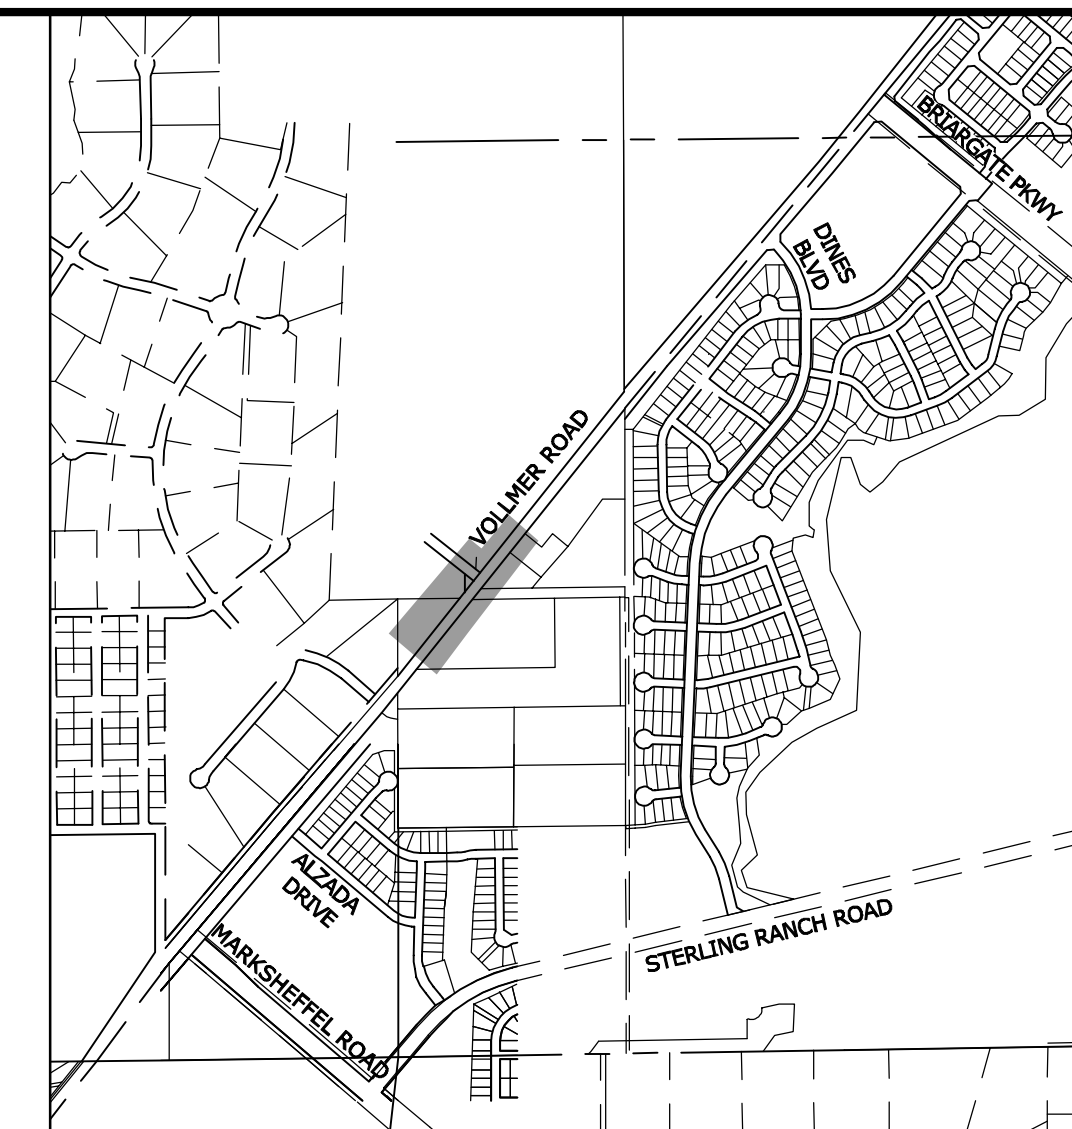 BRIARGATE PKWY
DINES
BLVD
VOLLMER ROAD
ALZADA
DRIVE
STERLING RANCH ROAD
MARKSHEFFEL ROAD